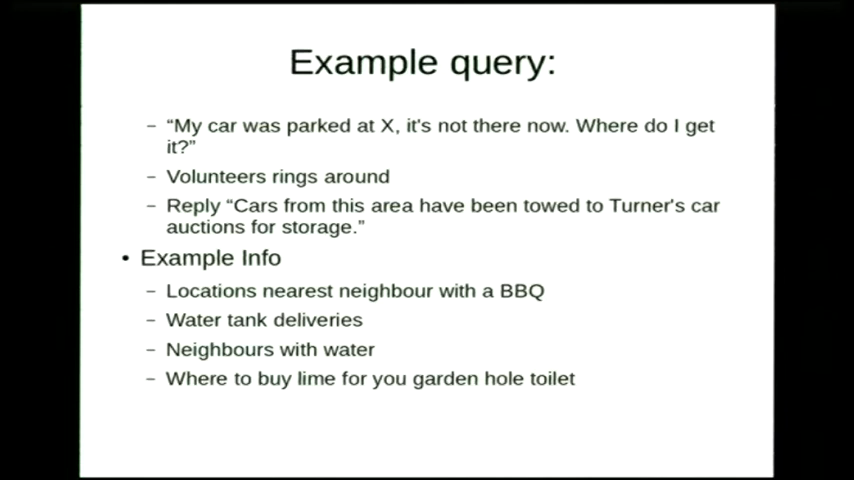 Example query:
– “My car was parked at X, it's not there now. Where do I get
it?”
– Volunteers rings around
– Reply “Cars from this area have been towed to Turner's car
auctions for storage.”
• Example Info
– Locations nearest neighbour with a BBQ
– Water tank deliveries
– Neighbours with water
– Where to buy lime for you garden hole toilet